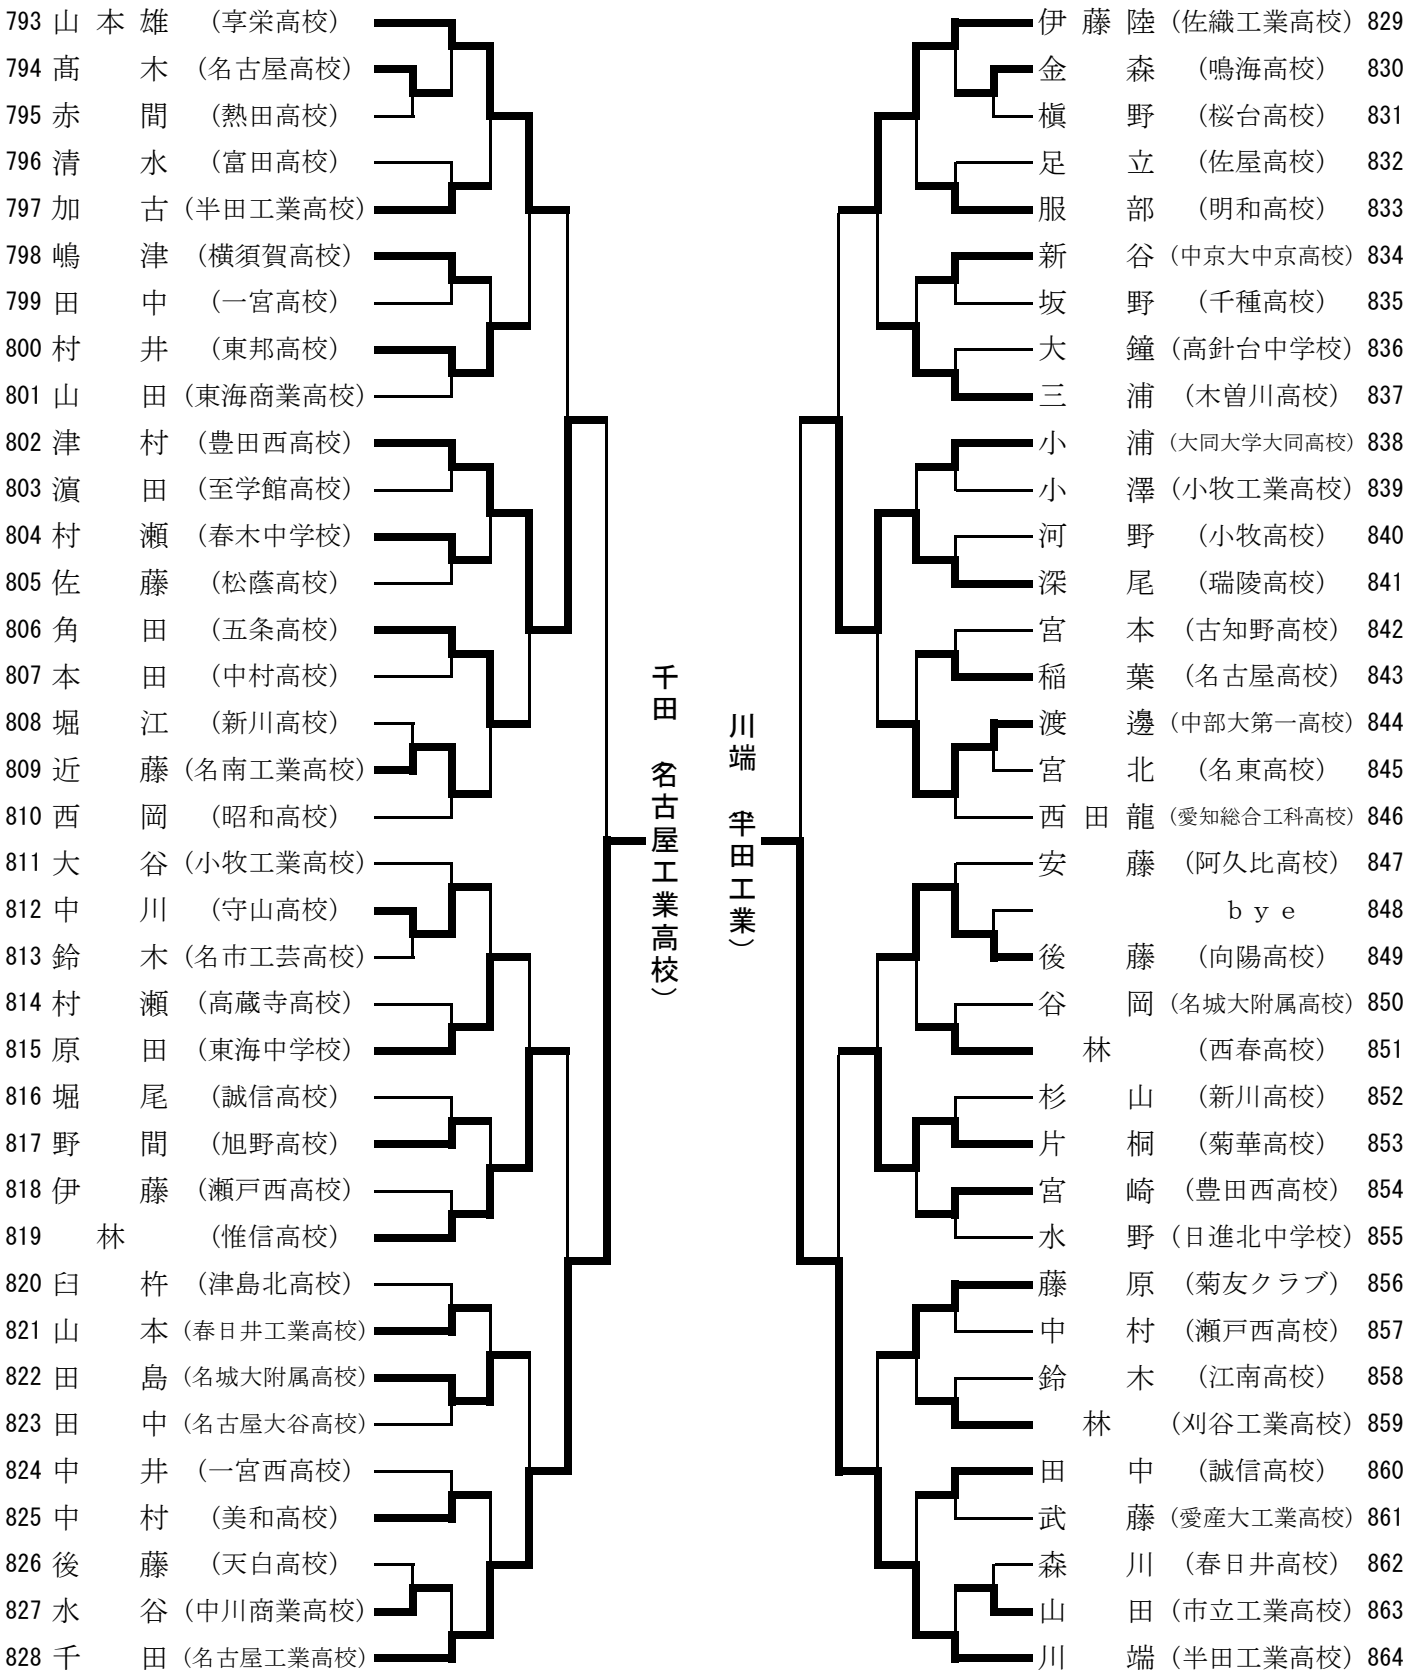 793 山本雄 (享栄高校)
794 髙木 (名古屋高校)
795 赤間 (熱田高校)
796 清水 (富田高校)
797 加古 (半田工業高校)
798 嶋津 (横須賀高校)
799 田中 (一宮高校)
800 村井 (東邦高校)
801 山田 (東海商業高校)
802 津村 (豊田西高校)
803 濵田 (至学館高校)
804 村瀬 (春木中学校)
805 佐藤 (松蔭高校)
806 角田 (五条高校)
807 本田 (中村高校)
808 堀江 (新川高校)
809 近藤 (名南工業高校)
810 西岡 (昭和高校)
811 大谷 (小牧工業高校)
812 中川 (守山高校)
813 鈴木 (名市工芸高校)
814 村瀬 (高蔵寺高校)
815 原田 (東海中学校)
816 堀尾 (誠信高校)
817 野間 (旭野高校)
818 伊藤 (瀬戸西高校)
819 林 (惟信高校)
820 臼杵 (津島北高校)
821 山本 (春日井工業高校)
822 田島 (名城大附属高校)
823 田中 (名古屋大谷高校)
824 中井 (一宮西高校)
825 中村 (美和高校)
826 後藤 (天白高校)
827 水谷 (中川商業高校)
828 千田 (名古屋工業高校)
千田 (名古屋工業高校)
川端 (半田工業)
伊藤陸 (佐織工業高校) 829
金森 (鳴海高校) 830
槇野 (桜台高校) 831
足立 (佐屋高校) 832
服部 (明和高校) 833
新谷 (中京大中京高校) 834
坂野 (千種高校) 835
大鐘 (高針台中学校) 836
三浦 (木曽川高校) 837
小浦 (大同大学大同高校) 838
小澤 (小牧工業高校) 839
河野 (小牧高校) 840
深尾 (瑞陵高校) 841
宮本 (古知野高校) 842
稲葉 (名古屋高校) 843
渡邊 (中部大第一高校) 844
宮北 (名東高校) 845
西田龍 (愛知総合工科高校) 846
安藤 (阿久比高校) 847
ｂｙｅ 848
後藤 (向陽高校) 849
谷岡 (名城大附属高校) 850
林 (西春高校) 851
杉山 (新川高校) 852
片桐 (菊華高校) 853
宮崎 (豊田西高校) 854
水野 (日進北中学校) 855
藤原 (菊友クラブ) 856
中村 (瀬戸西高校) 857
鈴木 (江南高校) 858
林 (刈谷工業高校) 859
田中 (誠信高校) 860
武藤 (愛産大工業高校) 861
森川 (春日井高校) 862
山田 (市立工業高校) 863
川端 (半田工業高校) 864